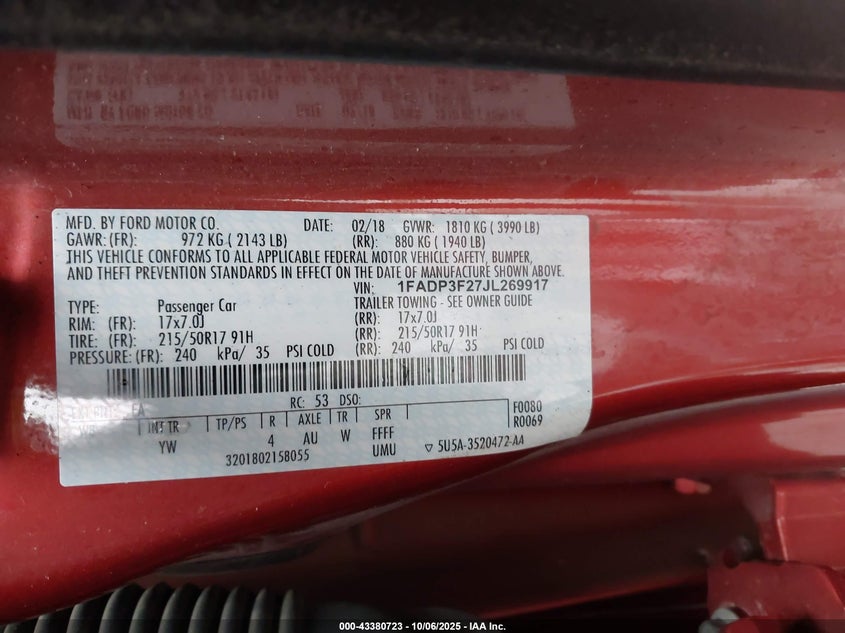 MFD. BY FORD MOTOR CO. DATE: 02/18 GVWR: 1810 KG ( 3990 LB)
GAWR: (FR): 972 KG ( 2143 LB) (RR): 880 KG ( 1940 LB)
THIS VEHICLE CONFORMS TO ALL APPLICABLE FEDERAL MOTOR VEHICLE SAFETY, BUMPER,
AND THEFT PREVENTION STANDARDS IN EFFECT ON THE DATE OF MANUFACTURE SHOWN ABOVE.
VIN: 1FADP3F27JL269917
TYPE: Passenger Car TRAILER TOWING - SEE OWNER GUIDE
RIM: (FR): 17x7.0J (RR): 17x7.0J
TIRE: (FR): 215/50R17 91H (RR): 215/50R17 91H
PRESSURE: (FR): 240 kPa/ 35 PSI COLD (RR): 240 kPa/ 35 PSI COLD
RC: 53 DSO:
F0080
INT TR TP/PS R AXLE TR SPR R0069
YW 4 AU W FFFF
3201802158055 UMU ▽ 5U5A-3520472-AA
000-43380723 - 10/06/2025 - IAA Inc.